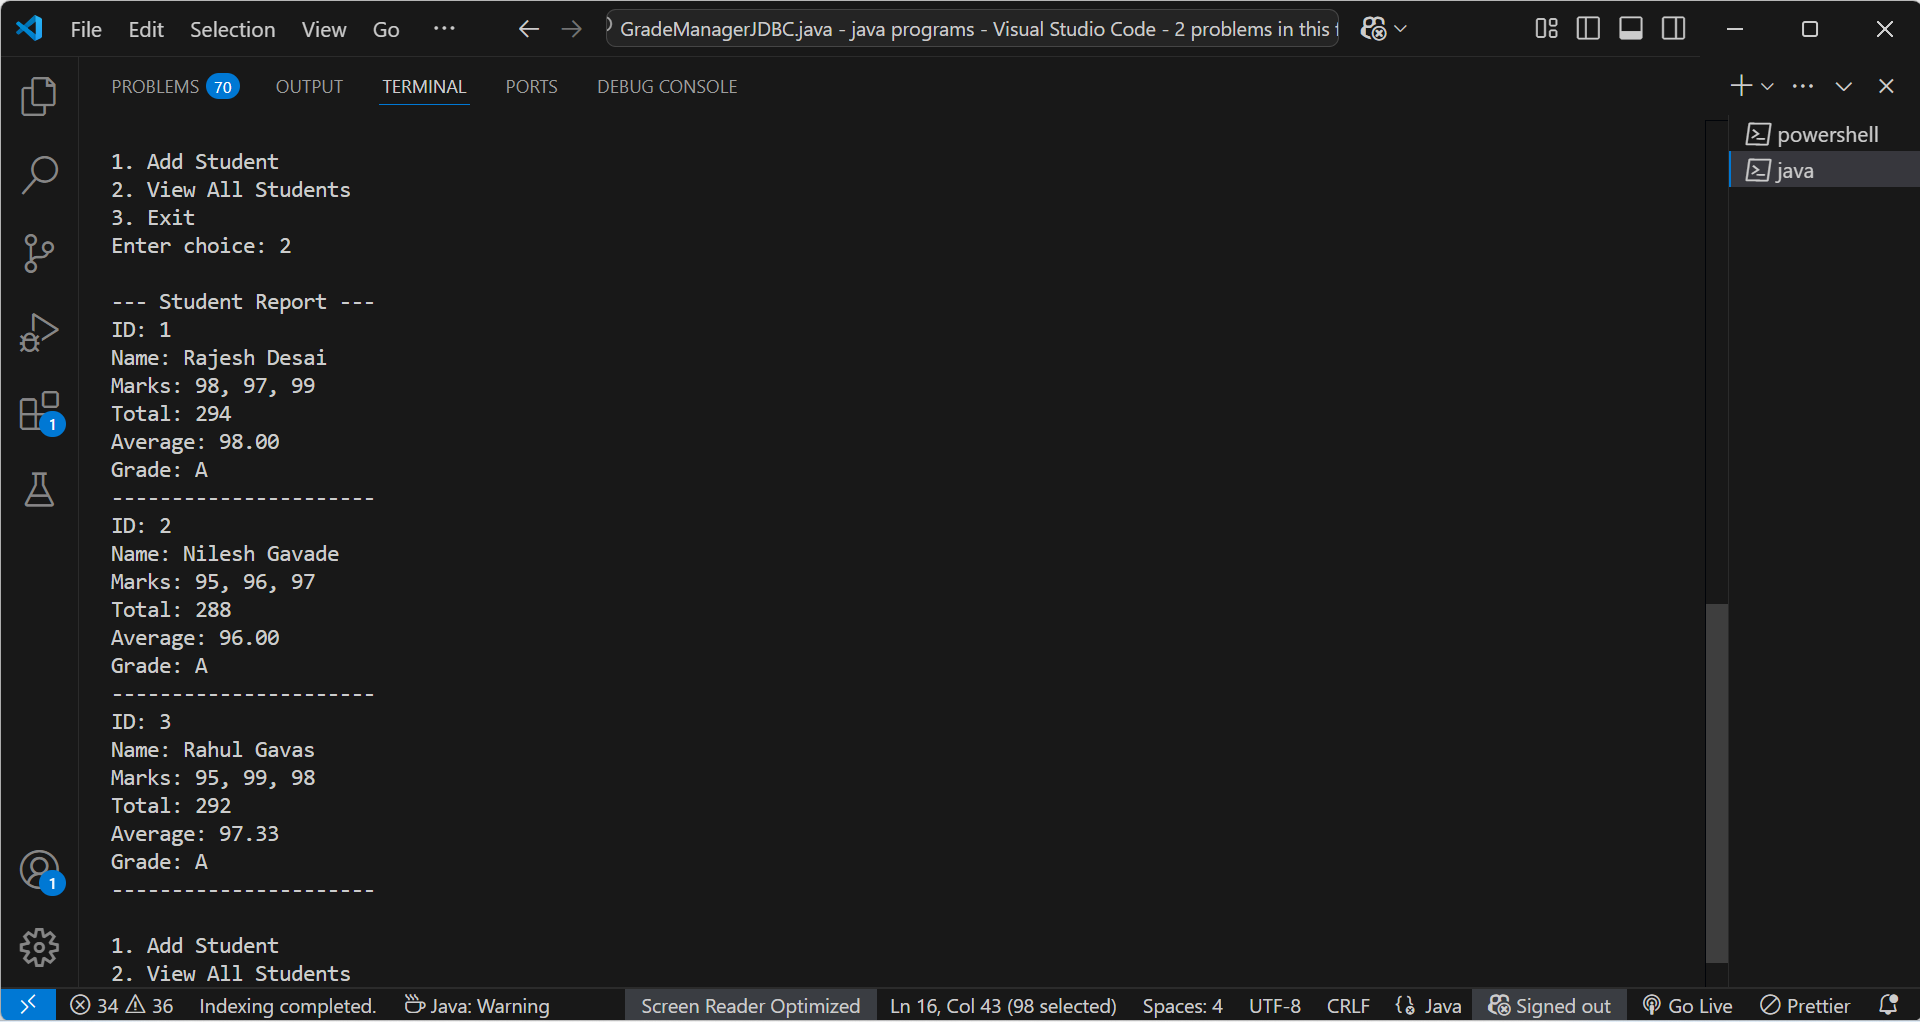 File Edit Selection View Go ··· GradeManagerJDBC.java - java programs - Visual Studio Code - 2 problems in this
PROBLEMS 70 OUTPUT TERMINAL PORTS DEBUG CONSOLE
powershell
java
1. Add Student
2. View All Students
3. Exit
Enter choice: 2
--- Student Report ---
ID: 1
Name: Rajesh Desai
Marks: 98, 97, 99
Total: 294
Average: 98.00
Grade: A
----------------------
ID: 2
Name: Nilesh Gavade
Marks: 95, 96, 97
Total: 288
Average: 96.00
Grade: A
----------------------
ID: 3
Name: Rahul Gavas
Marks: 95, 99, 98
Total: 292
Average: 97.33
Grade: A
----------------------
1. Add Student
2. View All Students
1
1
34 36 Indexing completed. Java: Warning Screen Reader Optimized Ln 16, Col 43 (98 selected) Spaces: 4 UTF-8 CRLF Java Signed out Go Live Prettier